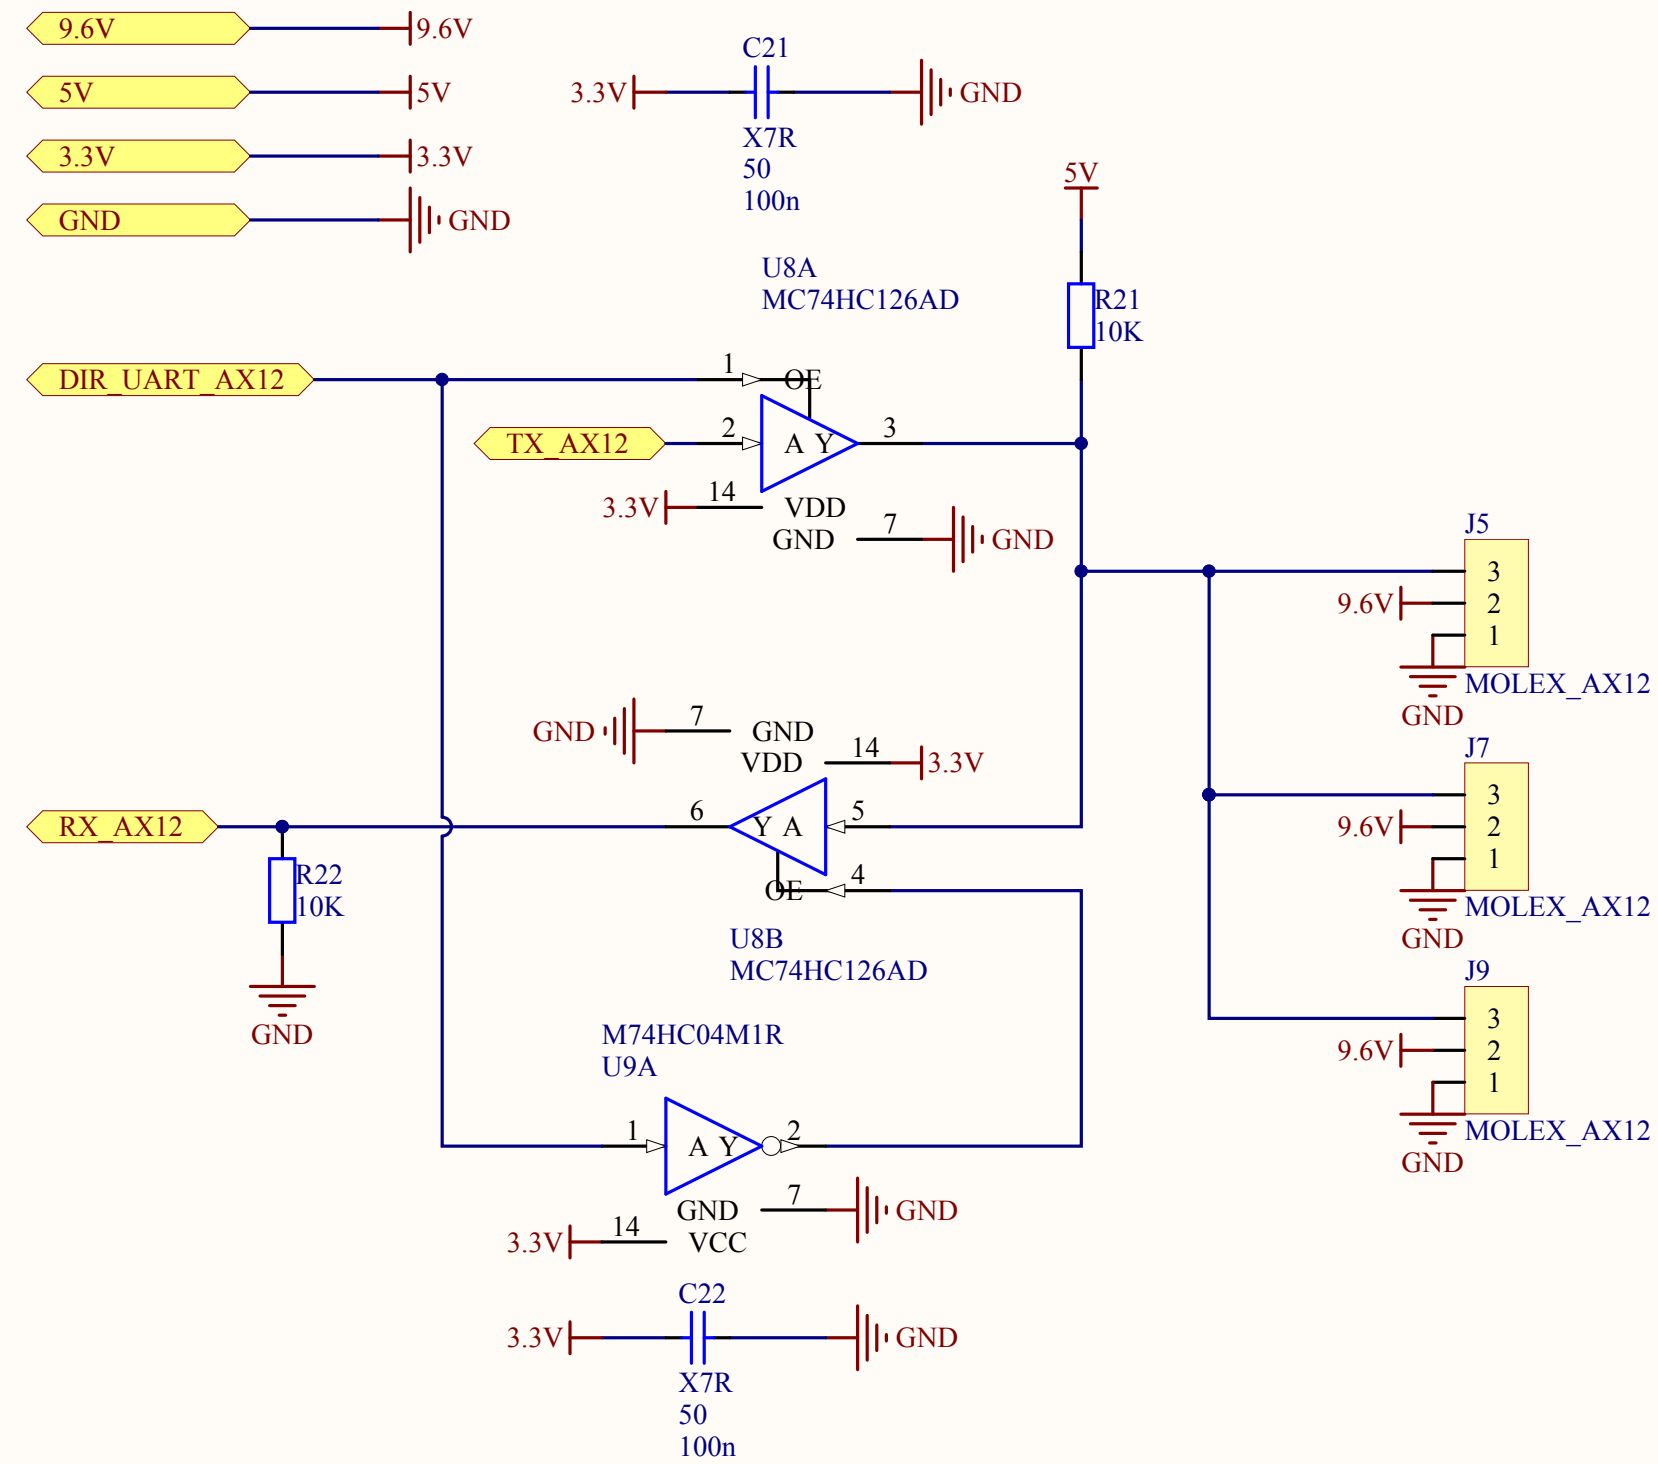 9.6V
9.6V
5V
5V
3.3V
3.3V
GND
GND
C21
3.3V
GND
X7R
50
100n
5V
R21
10K
U8A
MC74HC126AD
DIR_UART_AX12
1
OE
TX_AX12
2
A Y
3
3.3V
14
VDD
GND
7
GND
J5
3
9.6V
2
1
MOLEX_AX12
GND
GND
7
GND
VDD
14
3.3V
J7
3
9.6V
2
1
MOLEX_AX12
GND
RX_AX12
6
Y A
5
R22
10K
OE
4
GND
U8B
MC74HC126AD
J9
3
9.6V
2
1
MOLEX_AX12
GND
M74HC04M1R
U9A
1
A Y
2
GND
7
GND
3.3V
14
VCC
C22
3.3V
GND
X7R
50
100n